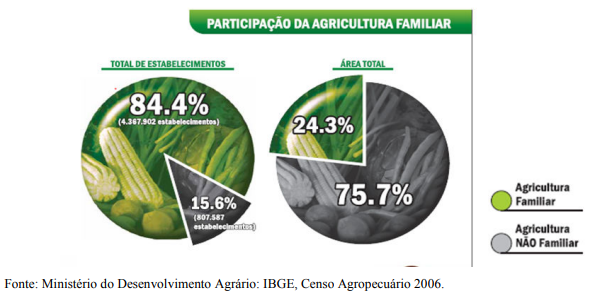 PARTICIPAÇÃO DA AGRICULTURA FAMILIAR
TOTAL DE ESTABELECIMENTOS
84.4%
(4.367.902 estabelecimentos)
15.6%
(807.587
estabelecimentos)
ÁREA TOTAL
24.3%
75.7%
Agricultura
Familiar
Agricultura
NÃO Familiar
Fonte: Ministério do Desenvolvimento Agrário: IBGE, Censo Agropecuário 2006.